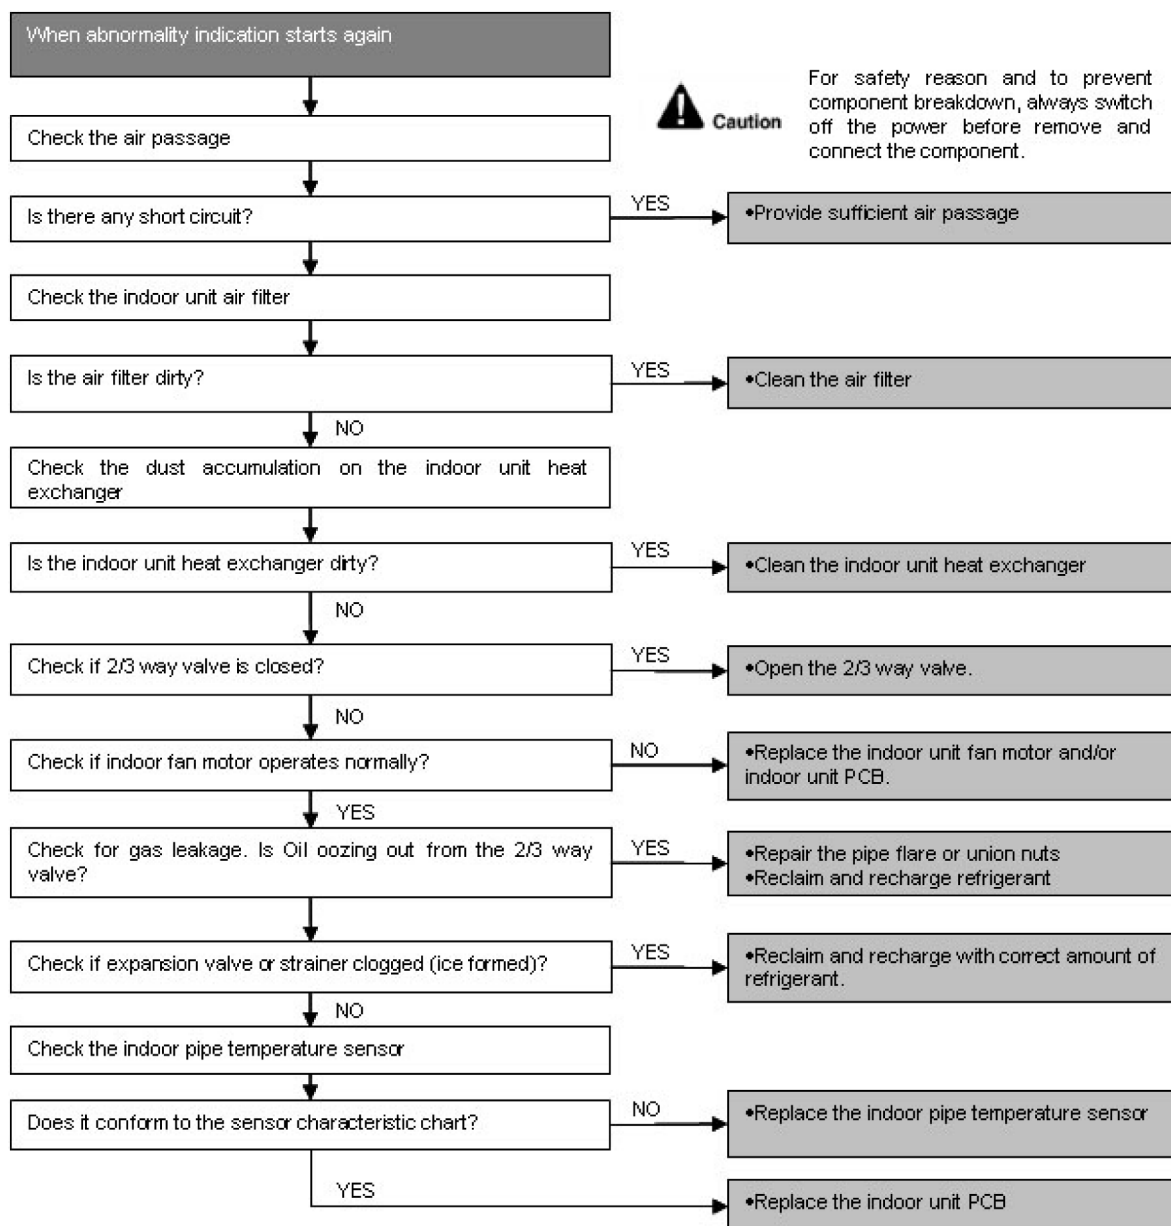 When abnormality indication starts again
Caution
For safety reason and to prevent
component breakdown, always switch
off the power before remove and
connect the component.
Check the air passage
Is there any short circuit?
YES
•Provide sufficient air passage
Check the indoor unit air filter
Is the air filter dirty?
YES
•Clean the air filter
NO
Check the dust accumulation on the indoor unit heat
exchanger
Is the indoor unit heat exchanger dirty?
YES
•Clean the indoor unit heat exchanger
NO
Check if 2/3 way valve is closed?
YES
•Open the 2/3 way valve.
NO
Check if indoor fan motor operates normally?
NO
•Replace the indoor unit fan motor and/or
indoor unit PCB.
YES
Check for gas leakage. Is Oil oozing out from the 2/3 way
valve?
YES
•Repair the pipe flare or union nuts
•Reclaim and recharge refrigerant
Check if expansion valve or strainer clogged (ice formed)?
YES
•Reclaim and recharge with correct amount of
refrigerant.
NO
Check the indoor pipe temperature sensor
Does it conform to the sensor characteristic chart?
NO
•Replace the indoor pipe temperature sensor
YES
•Replace the indoor unit PCB